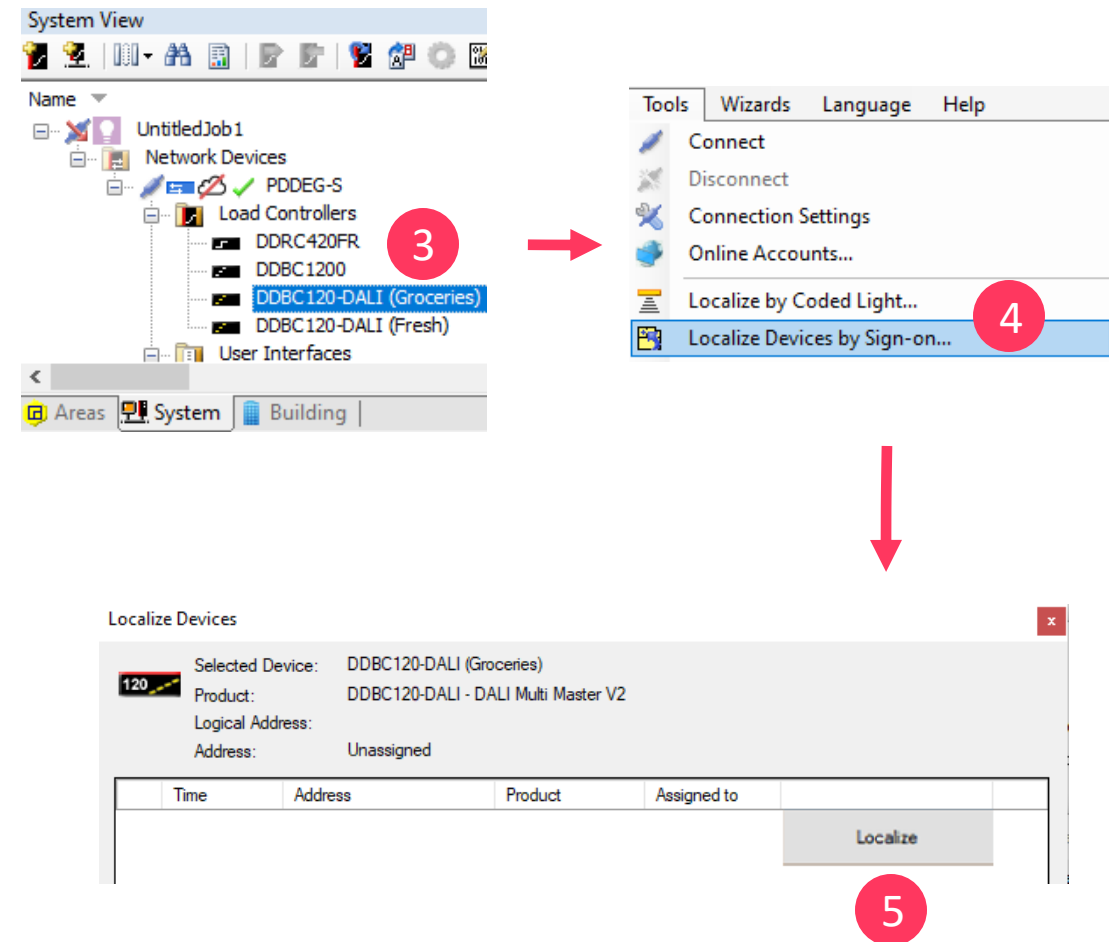 System View
Name
UntitledJob1
Network Devices
PDDEG-S
Load Controllers
DDRC420FR
DDBC1200
DDBC120-DALI (Groceries)
DDBC120-DALI (Fresh)
User Interfaces
Areas System Building
3
Tools Wizards Language Help
Connect
Disconnect
Connection Settings
Online Accounts...
Localize by Coded Light...
Localize Devices by Sign-on...
4
Localize Devices
x
120
Selected Device: DDBC120-DALI (Groceries)
Product: DDBC120-DALI - DALI Multi Master V2
Logical Address:
Address: Unassigned
Time Address Product Assigned to
Localize
5